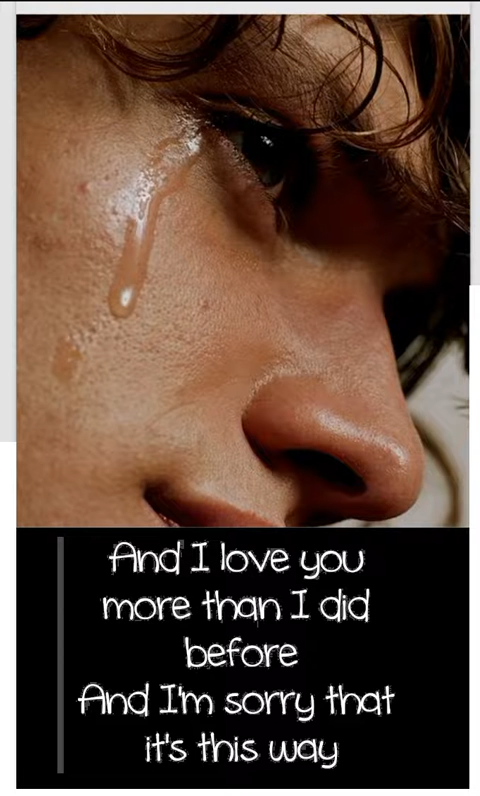 And I love you
more than I did
before
And I'm sorry that
it's this way